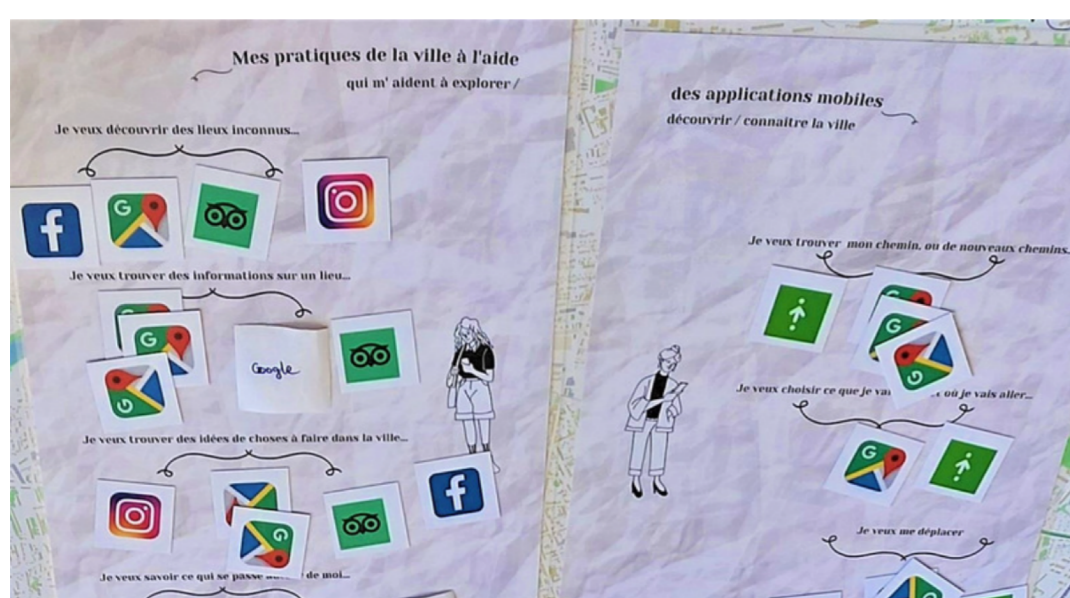 Mes pratiques de la ville à l'aide
qui m' aident à explorer /
Je veux découvrir des lieux inconnus...
G
Je veux trouver des informations sur un lieu...
G
G
Google
Je veux trouver des idées de choses à faire dans la ville...
G
Je veux savoir ce qui se passe de moi...
des applications mobiles
découvrir / connaitre la ville
Je veux trouver mon chemin, ou de nouveaux chemins.
G
G
Je veux choisir ce que je où je vais aller...
G
Je veux me déplacer